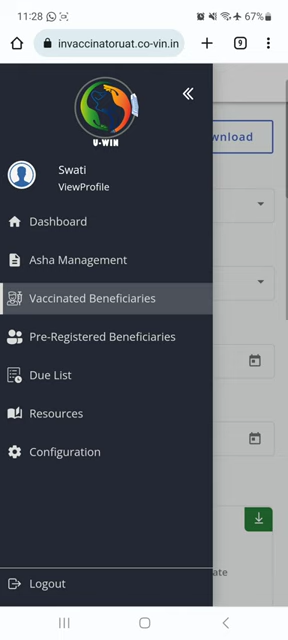 11:28
67%
invaccinatoruat.co-vin.in
9
U-WIN
wnload
Swati
ViewProfile
Dashboard
Asha Management
Vaccinated Beneficiaries
Pre-Registered Beneficiaries
Due List
Resources
Configuration
ate
Logout